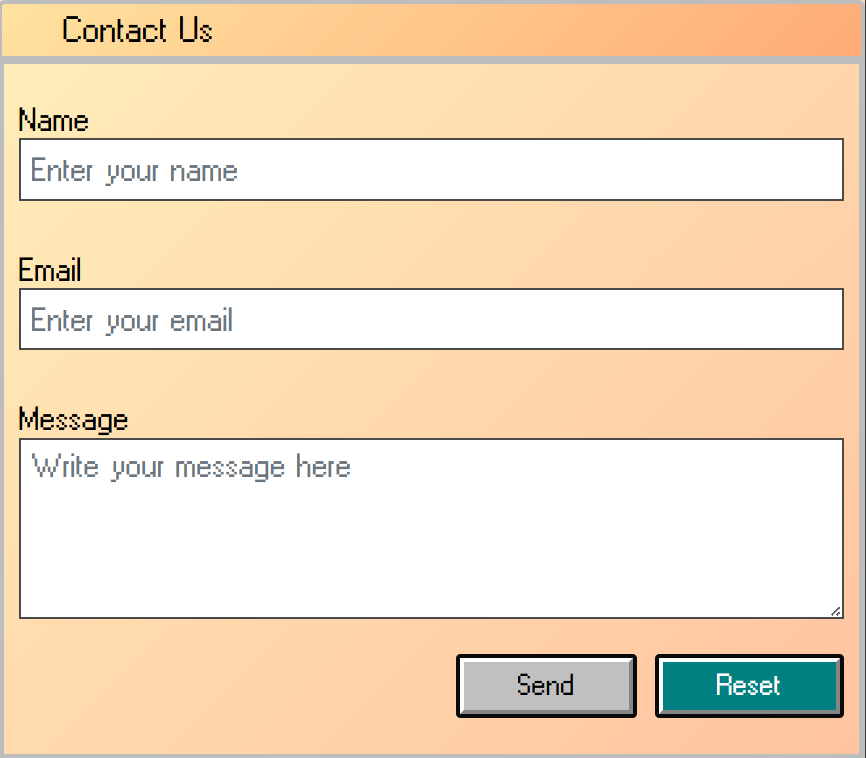 Contact Us
Name
Enter your name
Email
Enter your email
Message
Write your message here
Send Reset